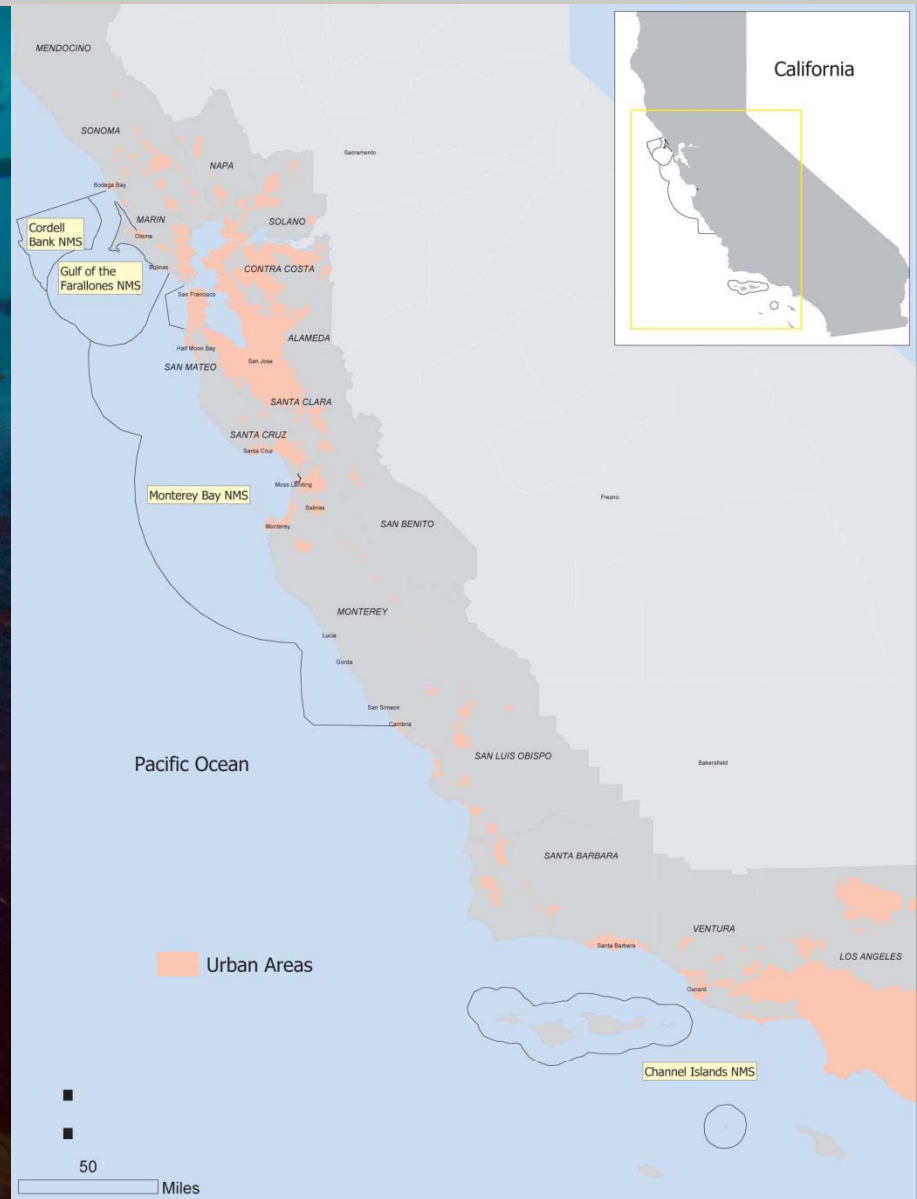 MENDOCINO
California
SONOMA
NAPA
Sacramento
Bodega Bay
SOLANO
MARIN
Cordell
Bank NMS
Olema
Gulf of the
Farallones NMS
Bolinas
CONTRA COSTA
San Francisco
ALAMEDA
Half Moon Bay
San Jose
SAN MATEO
SANTA CLARA
SANTA CRUZ
Santa Cruz
Moss Landing
Monterey Bay NMS
Fresno
Salinas
Monterey
SAN BENITO
MONTEREY
Lucia
Gorda
San Simeon
Cambria
Pacific Ocean
SAN LUIS OBISPO
Bakersfield
SANTA BARBARA
VENTURA
Santa Barbara
LOS ANGELES
Urban Areas
Oxnard
Channel Islands NMS
50
Miles